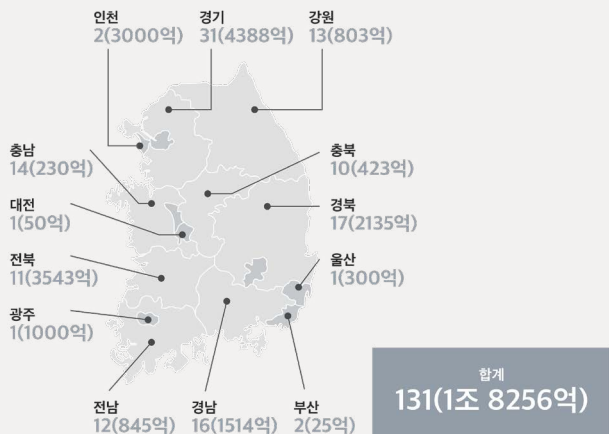 인천
2(3000억)
경기
31(4388억)
강원
13(803억)
충남
14(230억)
충북
10(423억)
대전
1(50억)
경북
17(2135억)
전북
11(3543억)
울산
1(300억)
광주
1(1000억)
전남
12(845억)
경남
16(1514억)
부산
2(25억)
합계
131(1조 8256억)